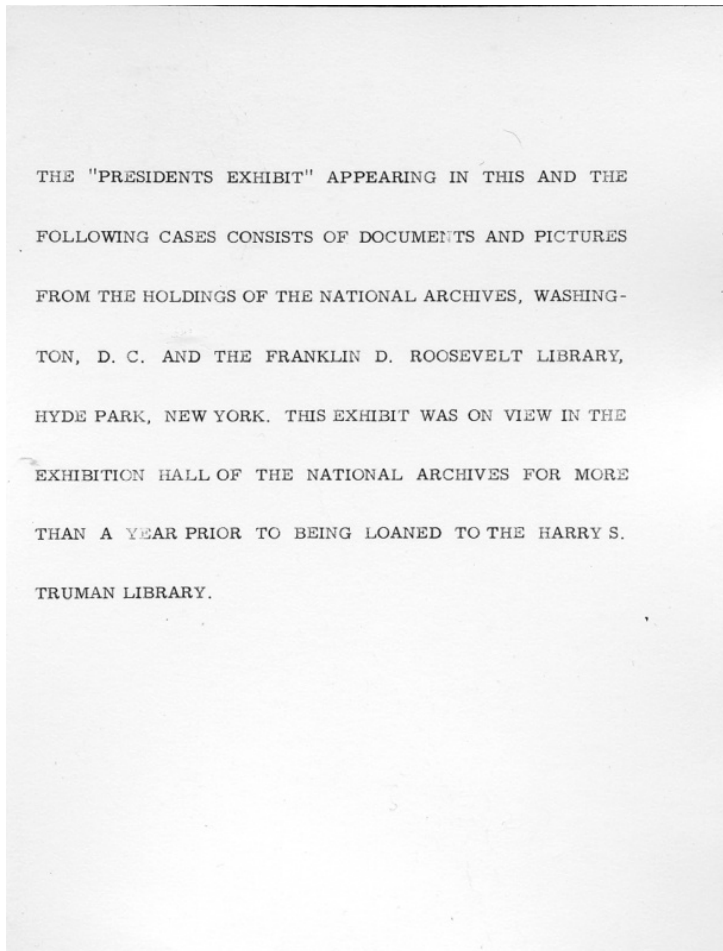 THE "PRESIDENTS EXHIBIT" APPEARING IN THIS AND THE
FOLLOWING CASES CONSISTS OF DOCUMENTS AND PICTURES
FROM THE HOLDINGS OF THE NATIONAL ARCHIVES, WASHING-
TON, D. C. AND THE FRANKLIN D. ROOSEVELT LIBRARY,
HYDE PARK, NEW YORK. THIS EXHIBIT WAS ON VIEW IN THE
EXHIBITION HALL OF THE NATIONAL ARCHIVES FOR MORE
THAN A YEAR PRIOR TO BEING LOANED TO THE HARRY S.
TRUMAN LIBRARY.